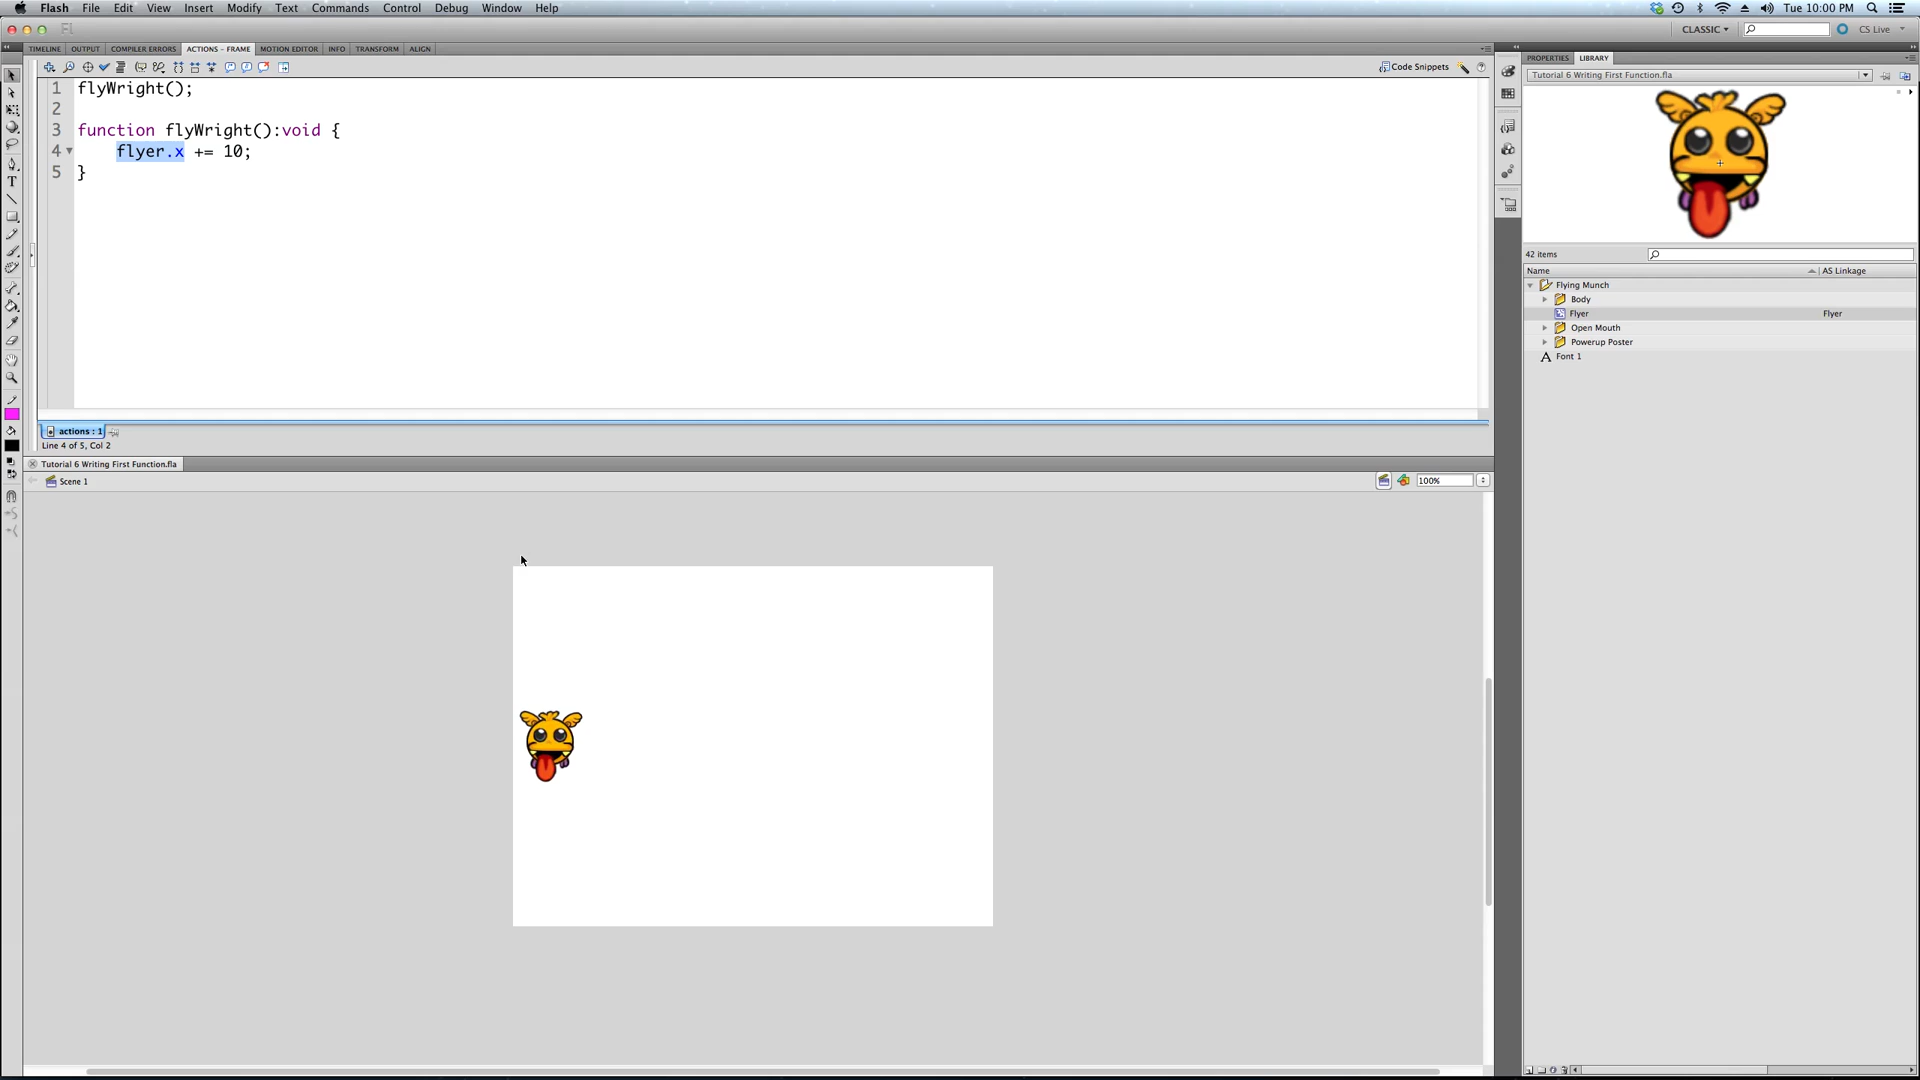 Flash File Edit View Insert Modify Text Commands Control Debug Window Help Tue 10:00 PM
Fl CLASSIC CS Live
TIMELINE OUTPUT COMPILER ERRORS ACTIONS - FRAME MOTION EDITOR INFO TRANSFORM ALIGN
PROPERTIES LIBRARY
Code Snippets
Tutorial 6 Writing First Function.fla
1 flyWright();
2
3 function flyWright():void {
4 flyer.x += 10;
5 }
42 items
Name AS Linkage
Flying Munch
Body
Flyer Flyer
Open Mouth
Powerup Poster
A Font 1
actions : 1
Line 4 of 5, Col 2
Tutorial 6 Writing First Function.fla
Scene 1 100%
T